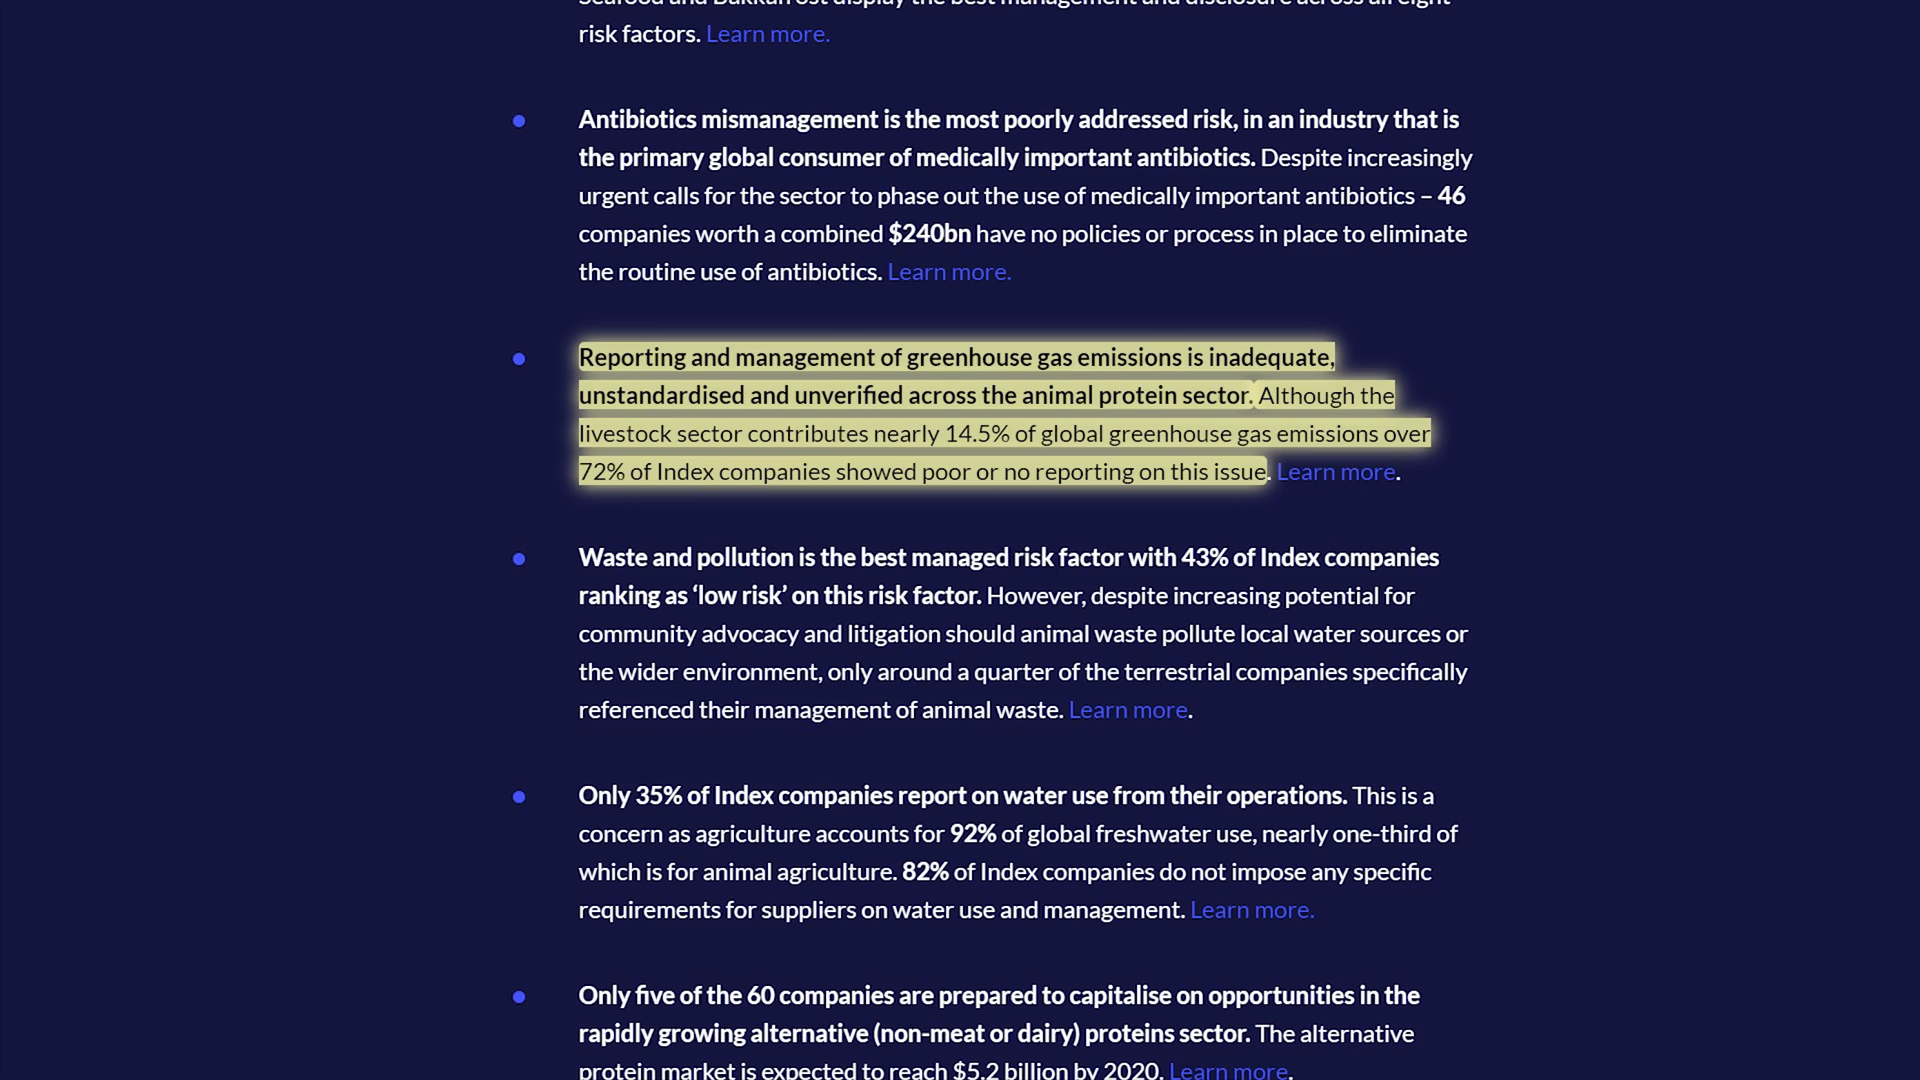 Seafood and Bakkafrost display the best management and disclosure across all eight
risk factors. Learn more.
Antibiotics mismanagement is the most poorly addressed risk, in an industry that is
the primary global consumer of medically important antibiotics. Despite increasingly
urgent calls for the sector to phase out the use of medically important antibiotics – 46
companies worth a combined $240bn have no policies or process in place to eliminate
the routine use of antibiotics. Learn more.
Reporting and management of greenhouse gas emissions is inadequate,
unstandardised and unverified across the animal protein sector. Although the
livestock sector contributes nearly 14.5% of global greenhouse gas emissions over
72% of Index companies showed poor or no reporting on this issue. Learn more.
Waste and pollution is the best managed risk factor with 43% of Index companies
ranking as ‘low risk’ on this risk factor. However, despite increasing potential for
community advocacy and litigation should animal waste pollute local water sources or
the wider environment, only around a quarter of the terrestrial companies specifically
referenced their management of animal waste. Learn more.
Only 35% of Index companies report on water use from their operations. This is a
concern as agriculture accounts for 92% of global freshwater use, nearly one-third of
which is for animal agriculture. 82% of Index companies do not impose any specific
requirements for suppliers on water use and management. Learn more.
Only five of the 60 companies are prepared to capitalise on opportunities in the
rapidly growing alternative (non-meat or dairy) proteins sector. The alternative
protein market is expected to reach $5.2 billion by 2020. Learn more.